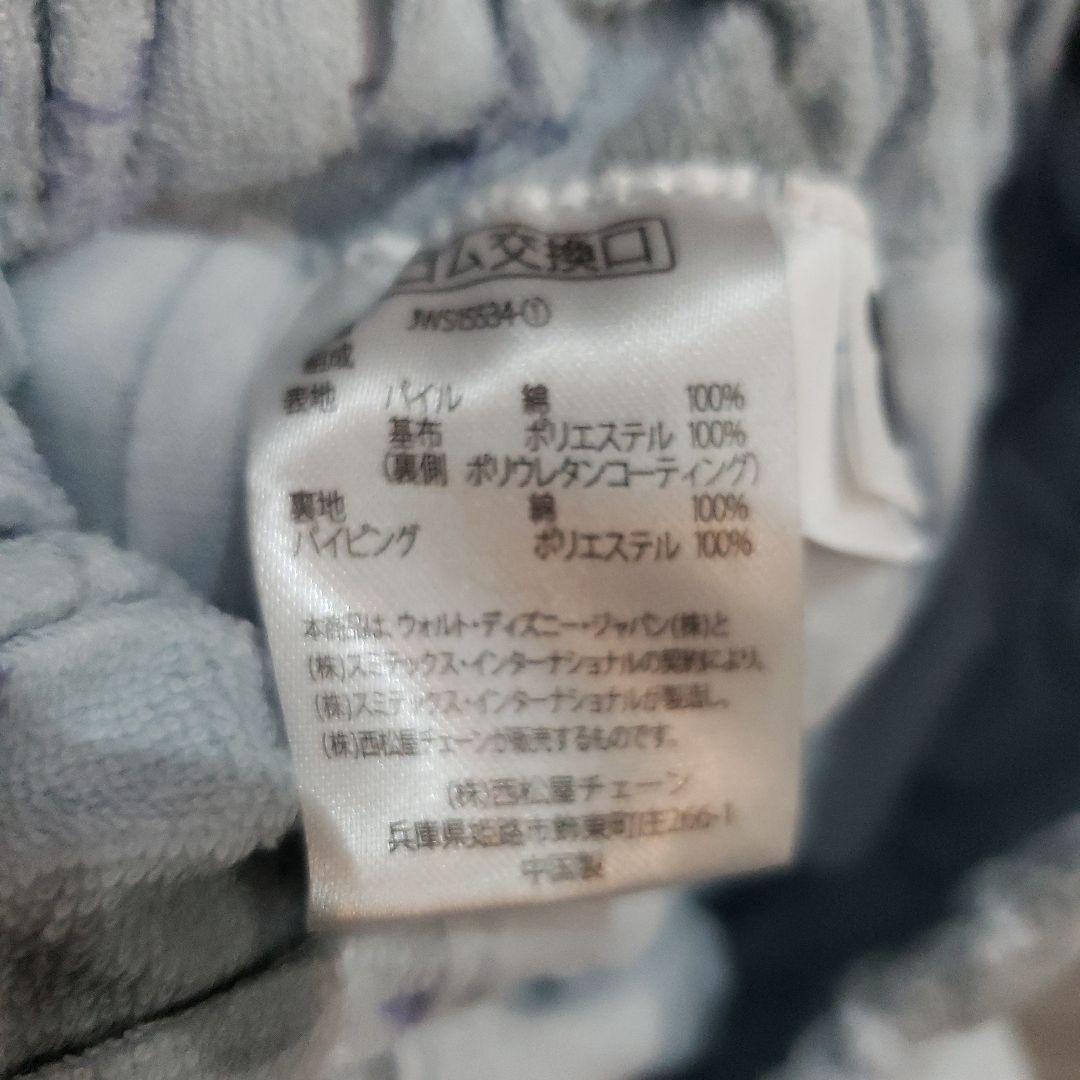 ゴム交換口
JWS15534-①
組成
表地 パイル 綿 100%
基布 ポリエステル 100%
(裏側 ポリウレタンコーティング)
裏地 綿 100%
パイピング ポリエステル 100%
本商品は、ウォルト・ディズニー・ジャパン(株)と
(株)スミテックス・インターナショナルの契約により、
(株)スミテックス・インターナショナルが製造し、
(株)西松屋チェーンが販売するものです。
(株)西松屋チェーン
兵庫県姫路市飾東町庄266-1
中国製